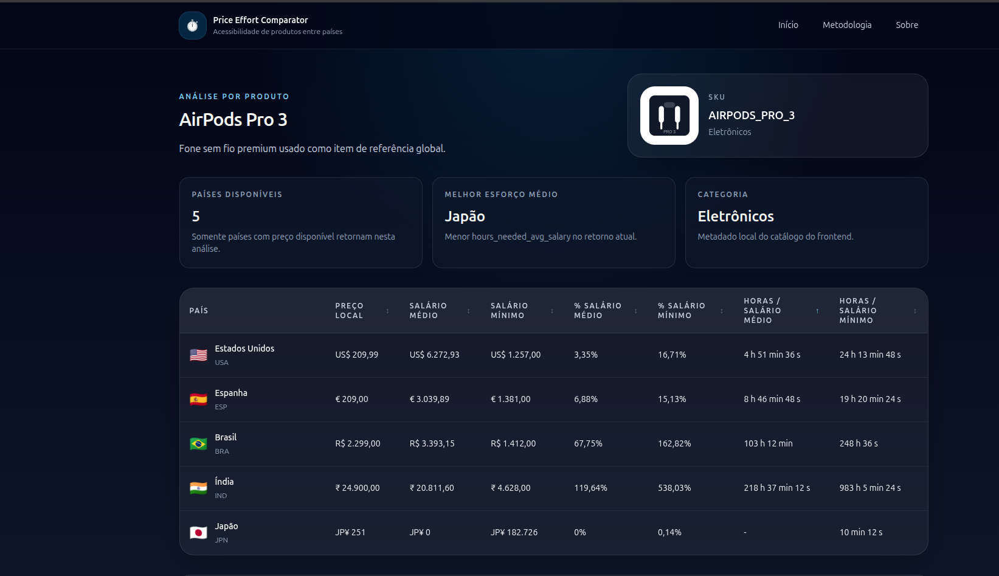 Price Effort Comparator
Acessibilidade de produtos entre países
Início Metodologia Sobre
ANÁLISE POR PRODUTO
AirPods Pro 3
Fone sem fio premium usado como item de referência global.
PRO 3
SKU
AIRPODS_PRO_3
Eletrônicos
PAÍSES DISPONÍVEIS
5
Somente países com preço disponível retornam nesta
análise.
MELHOR ESFORÇO MÉDIO
Japão
Menor hours_needed_avg_salary no retorno atual.
CATEGORIA
Eletrônicos
Metadado local do catálogo do frontend.
PAÍS
PREÇO
LOCAL ↕
SALÁRIO
MÉDIO ↕
SALÁRIO
MÍNIMO ↕
% SALÁRIO
MÉDIO ↕
% SALÁRIO
MÍNIMO ↕
HORAS /
SALÁRIO
MÉDIO ↑
HORAS /
SALÁRIO
MÍNIMO ↕
Estados Unidos
USA
US$ 209,99 US$ 6.272,93 US$ 1.257,00 3,35% 16,71% 4 h 51 min 36 s 24 h 13 min 48 s
Espanha
ESP
€ 209,00 € 3.039,89 € 1.381,00 6,88% 15,13% 8 h 46 min 48 s 19 h 20 min 24 s
Brasil
BRA
R$ 2.299,00 R$ 3.393,15 R$ 1.412,00 67,75% 162,82% 103 h 12 min 248 h 36 s
Índia
IND
₹ 24.900,00 ₹ 20.811,60 ₹ 4.628,00 119,64% 538,03% 218 h 37 min 12 s 983 h 5 min 24 s
Japão
JPN
JP¥ 251 JP¥ 0 JP¥ 182.726 0% 0,14% - 10 min 12 s